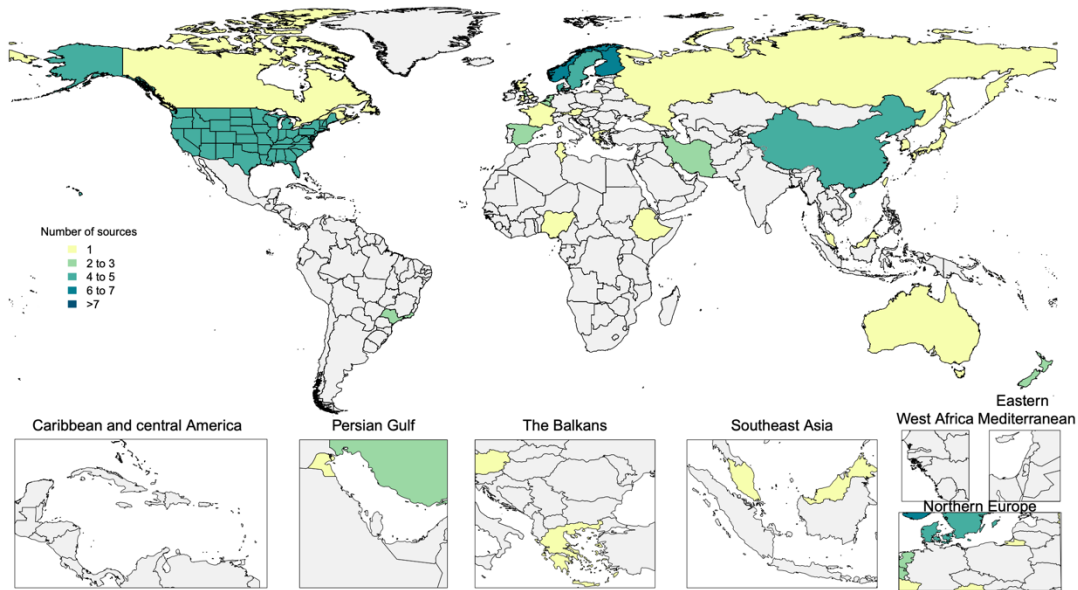 Number of sources
1
2 to 3
4 to 5
6 to 7
>7
Caribbean and central America
Persian Gulf
The Balkans
Southeast Asia
West Africa
Eastern
Mediterranean
Northern Europe